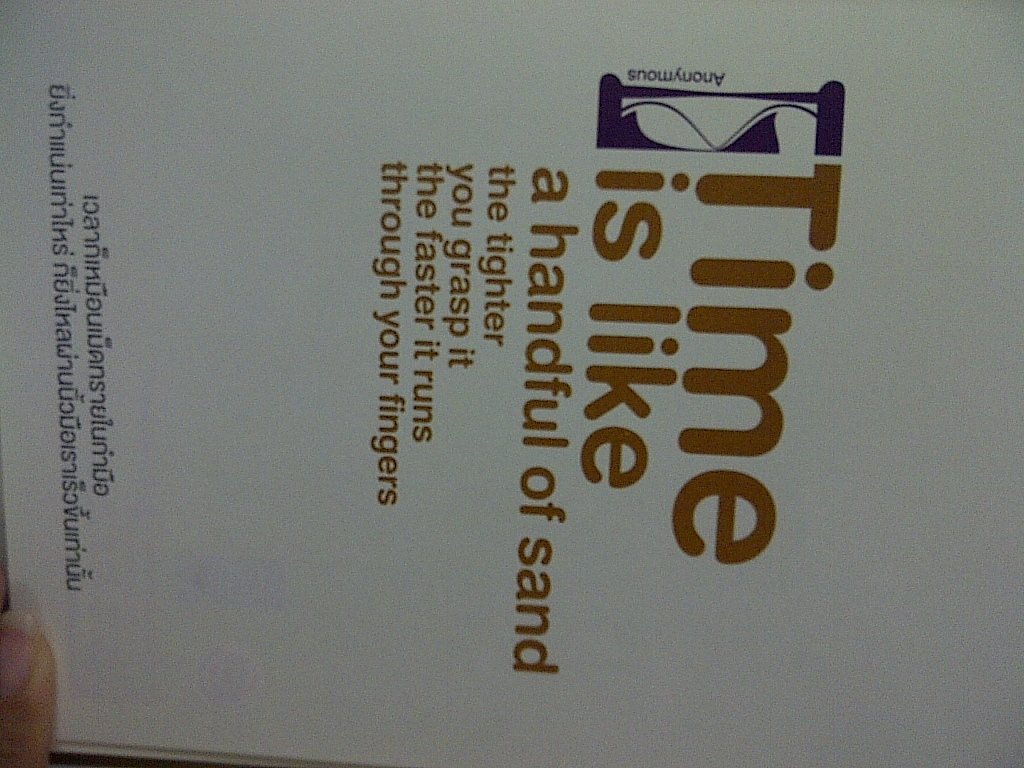 Time
is like
a handful of sand
the tighter
you grasp it
the faster it runs
through your fingers
Anonymous
เวลาก็เหมือนเม็ดทรายในกำมือ
ยิ่งกำแน่นเท่าไหร่ ก็ยิ่งไหลผ่านนิ้วมือเราเร็วขึ้นเท่านั้น